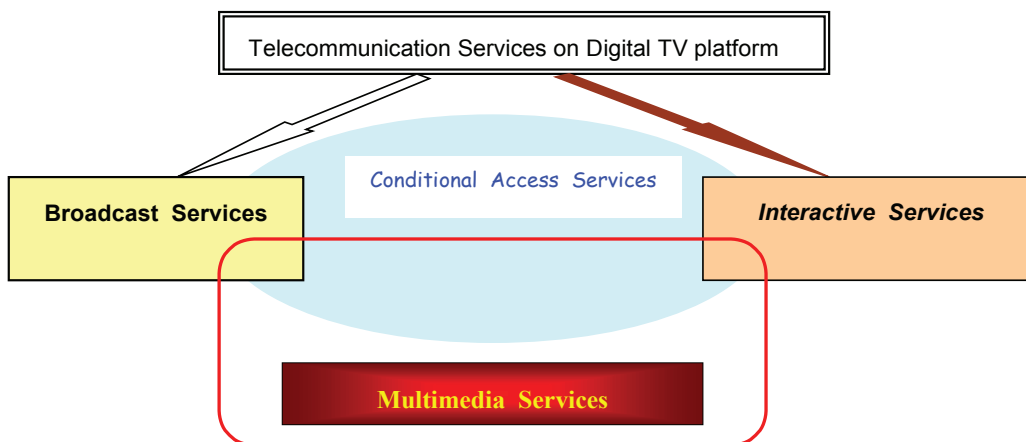 Telecommunication Services on Digital TV platform
Conditional Access Services
Broadcast Services
Interactive Services
Multimedia Services